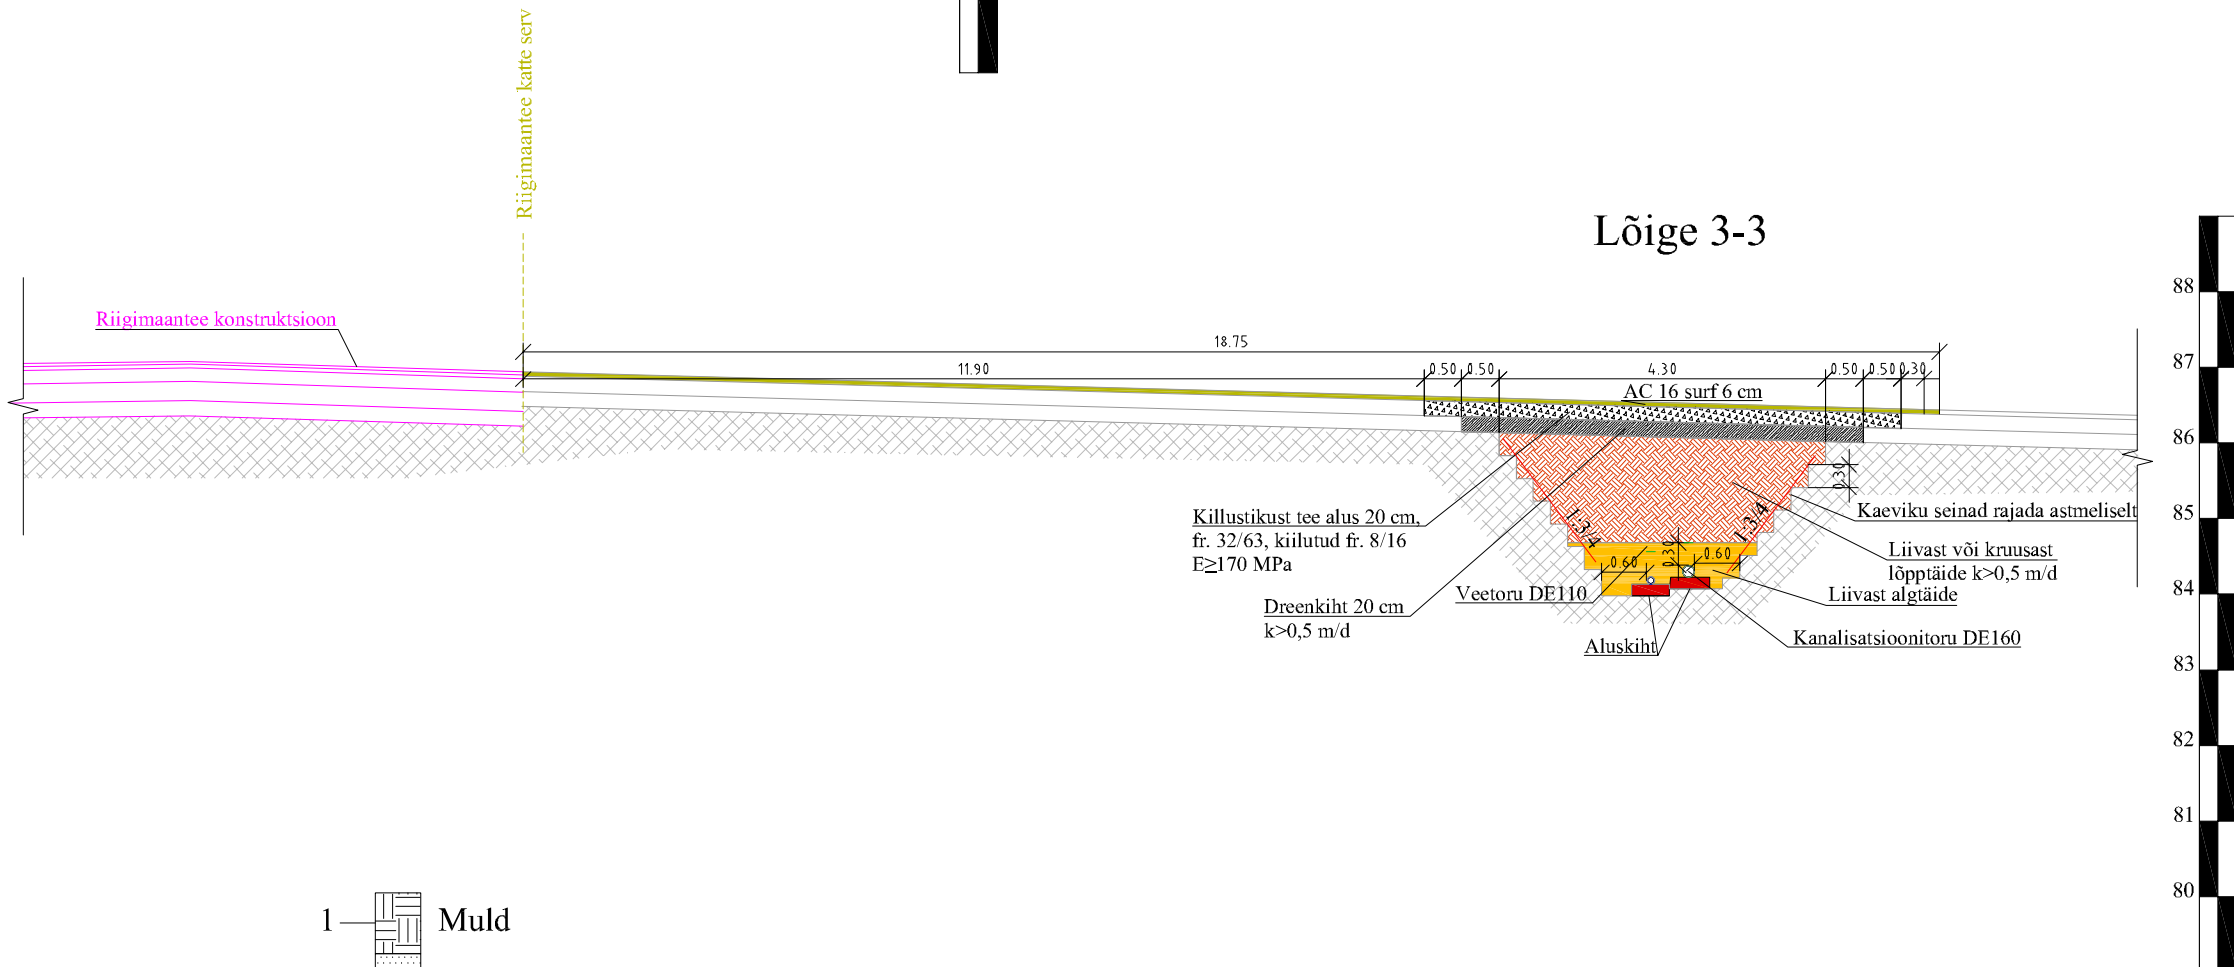 Riigimaantee katte serv
Lõige 3-3
Riigimaantee konstruktsioon
18.75
11.90
0.50
0.50
4.30
0.50
0.50
0.30
AC 16 surf 6 cm
0.30
Killustikust tee alus 20 cm,
fr. 32/63, kiilutud fr. 8/16
E≥170 MPa
Dreenkiht 20 cm
k>0,5 m/d
1:3/4
1:3/4
0.60
0.30
0.60
Veetoru DE110
Aluskiht
Kaeviku seinad rajada astmeliselt
Liivast või kruusast
lõpptäide k>0,5 m/d
Liivast algtäide
Kanalisatsioonitoru DE160
88
87
86
85
84
83
82
81
80
1
Muld